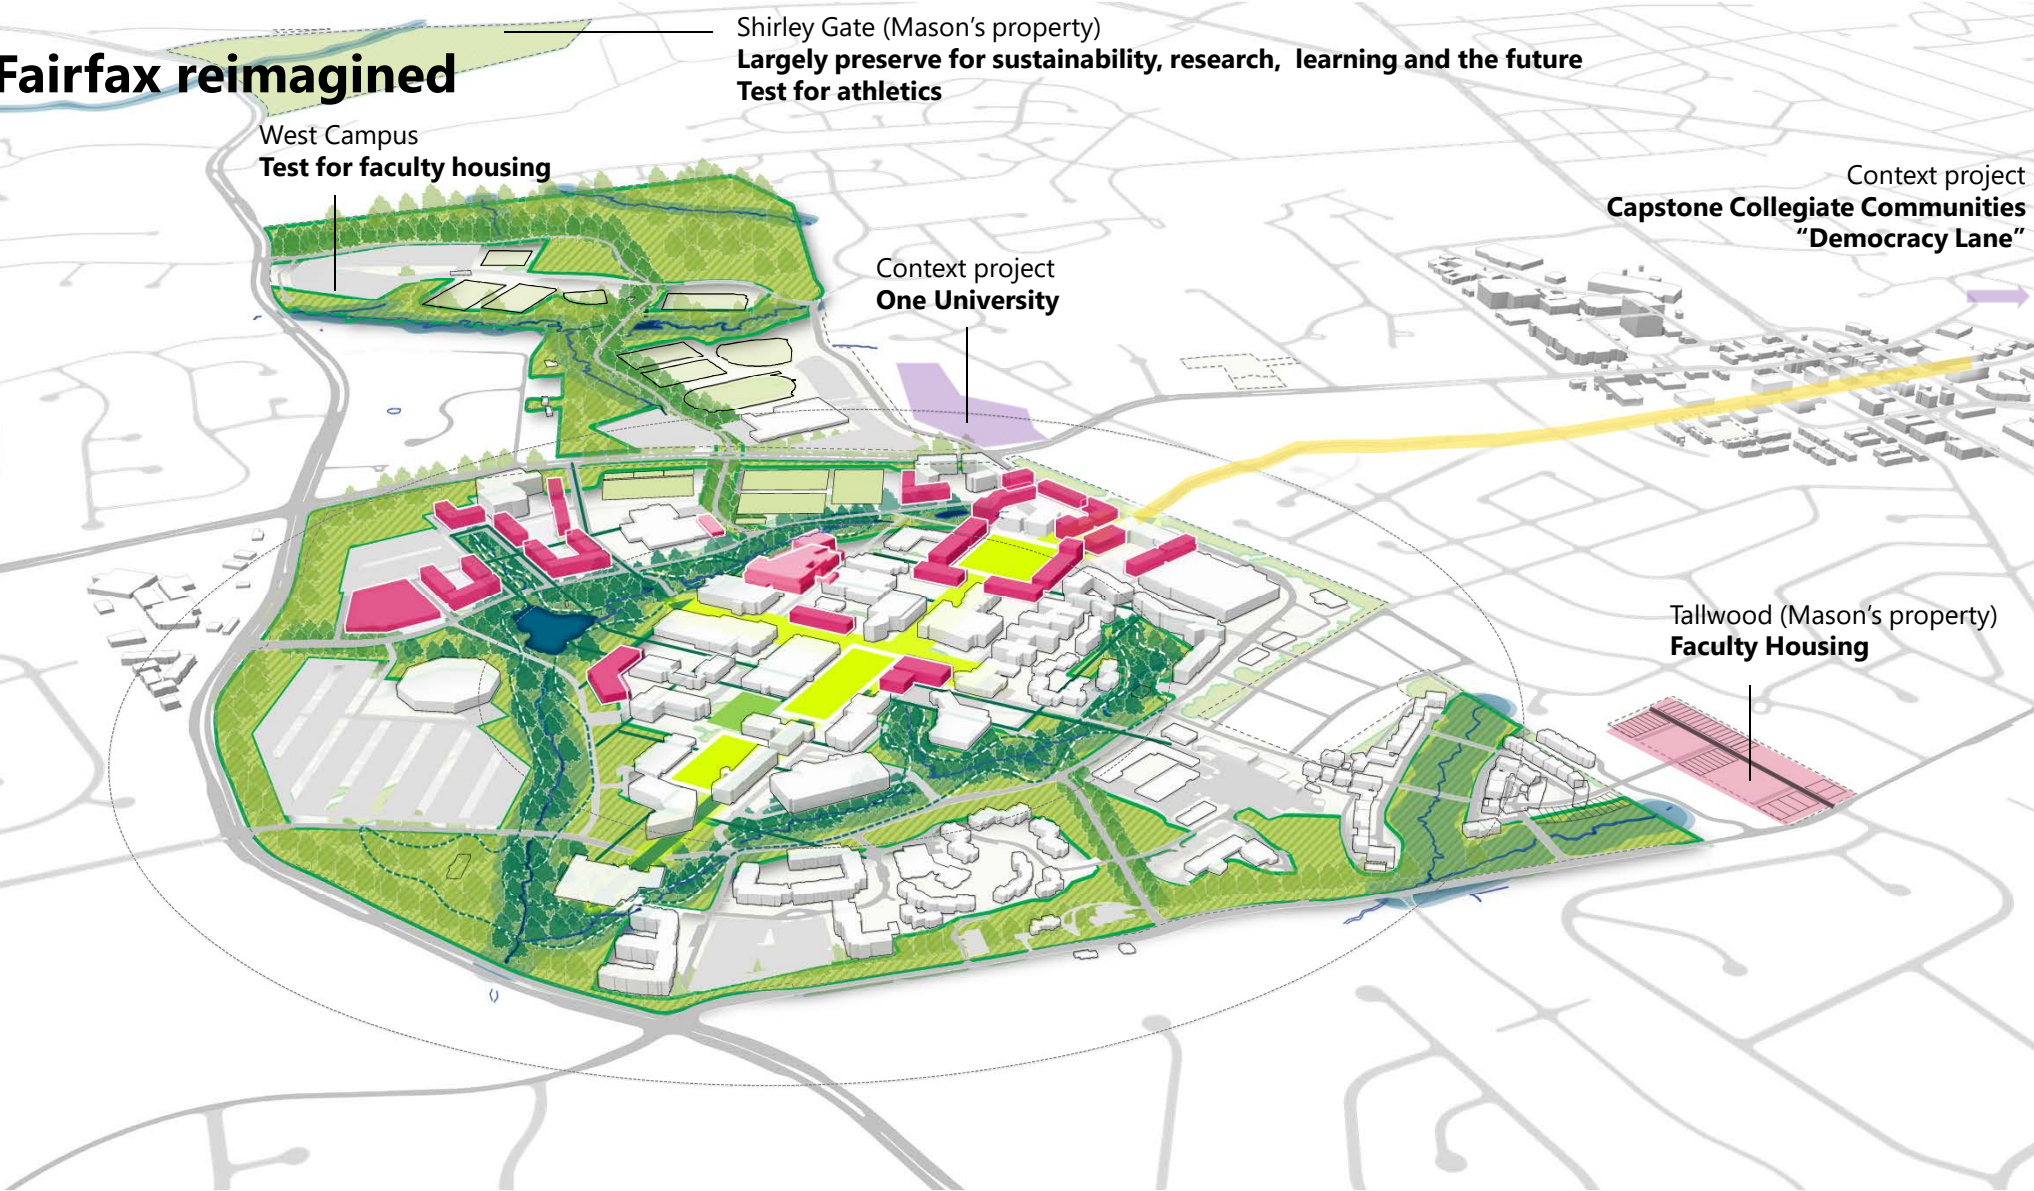 Fairfax reimagined
Shirley Gate (Mason’s property)
Largely preserve for sustainability, research, learning and the future
Test for athletics
West Campus
Test for faculty housing
Context project
One University
Context project
Capstone Collegiate Communities
“Democracy Lane”
Tallwood (Mason’s property)
Faculty Housing